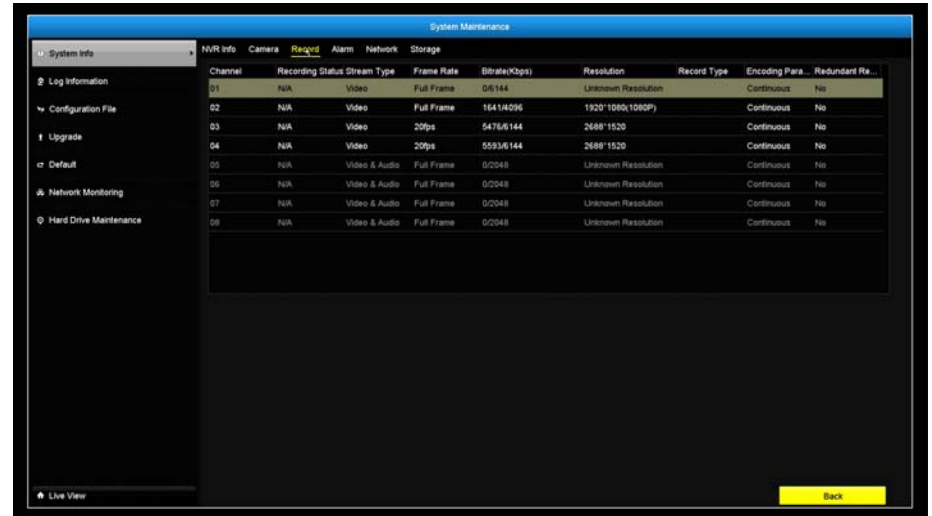 System Maintenance
System Info
NVR Info Camera Record Alarm Network Storage
Log Information
Configuration File
Upgrade
Default
Network Monitoring
Hard Drive Maintenance
Channel Recording Status Stream Type Frame Rate Bitrate(Kbps) Resolution Record Type Encoding Para... Redundant Re...
01 N/A Video Full Frame 0/6144 Unknown Resolution Continuous No
02 N/A Video Full Frame 1641/4096 1920*1080(1080P) Continuous No
03 N/A Video 20fps 5476/6144 2688*1520 Continuous No
04 N/A Video 20fps 5593/6144 2688*1520 Continuous No
05 N/A Video & Audio Full Frame 0/2048 Unknown Resolution Continuous No
06 N/A Video & Audio Full Frame 0/2048 Unknown Resolution Continuous No
07 N/A Video & Audio Full Frame 0/2048 Unknown Resolution Continuous No
08 N/A Video & Audio Full Frame 0/2048 Unknown Resolution Continuous No
Live View
Back